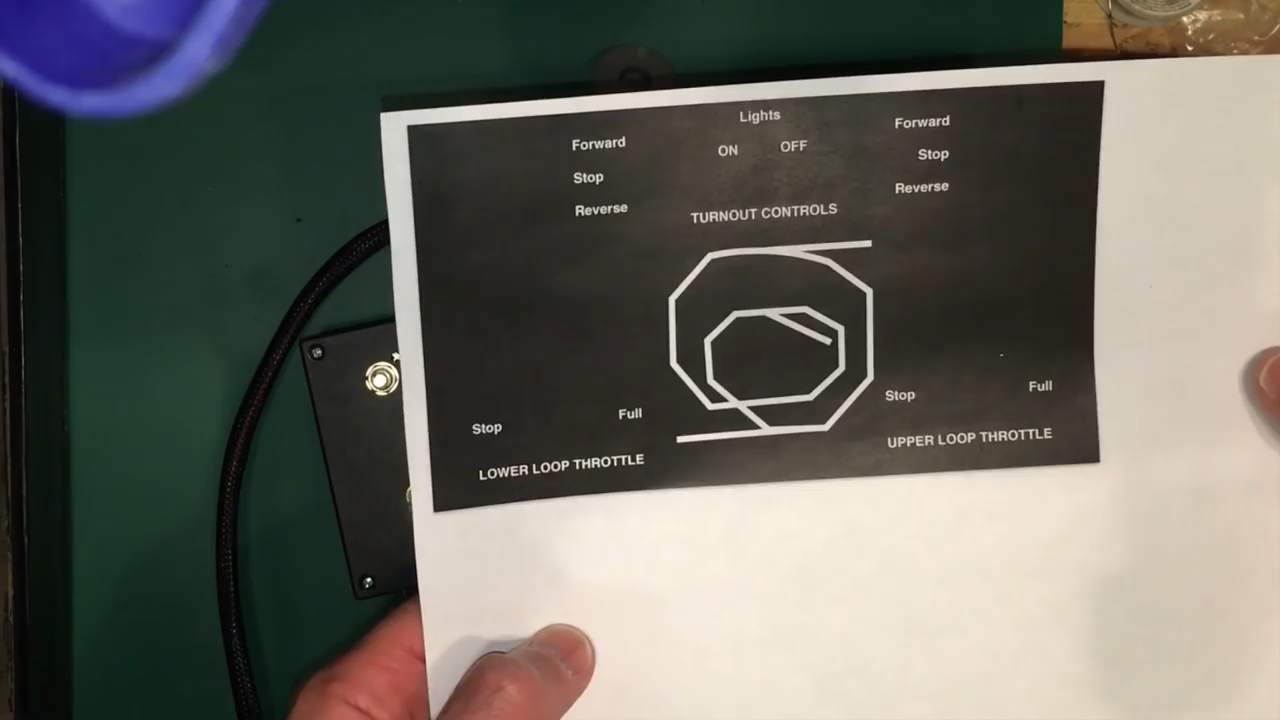 Lights
Forward
ON OFF
Forward
Stop
Stop
Reverse
Reverse
TURNOUT CONTROLS
Stop
Full
Stop
Full
LOWER LOOP THROTTLE
UPPER LOOP THROTTLE